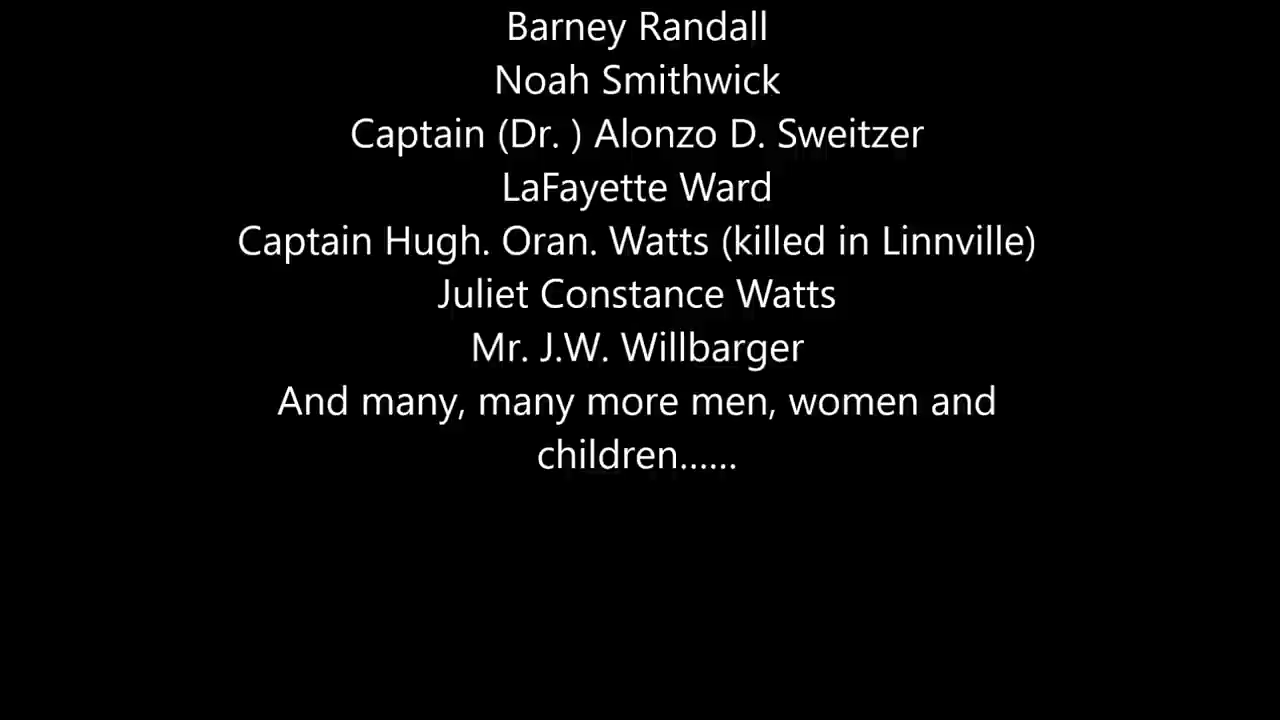 Barney Randall
Noah Smithwick
Captain (Dr. ) Alonzo D. Sweitzer
LaFayette Ward
Captain Hugh. Oran. Watts (killed in Linnville)
Juliet Constance Watts
Mr. J.W. Willbarger
And many, many more men, women and
children......